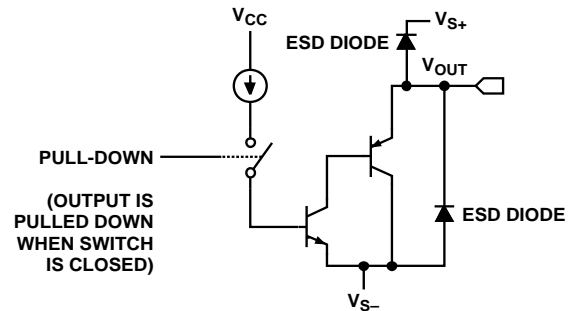 VCC
VS+
ESD DIODE
VOUT
PULL-DOWN
(OUTPUT IS
PULLED DOWN
WHEN SWITCH
IS CLOSED)
ESD DIODE
VS–